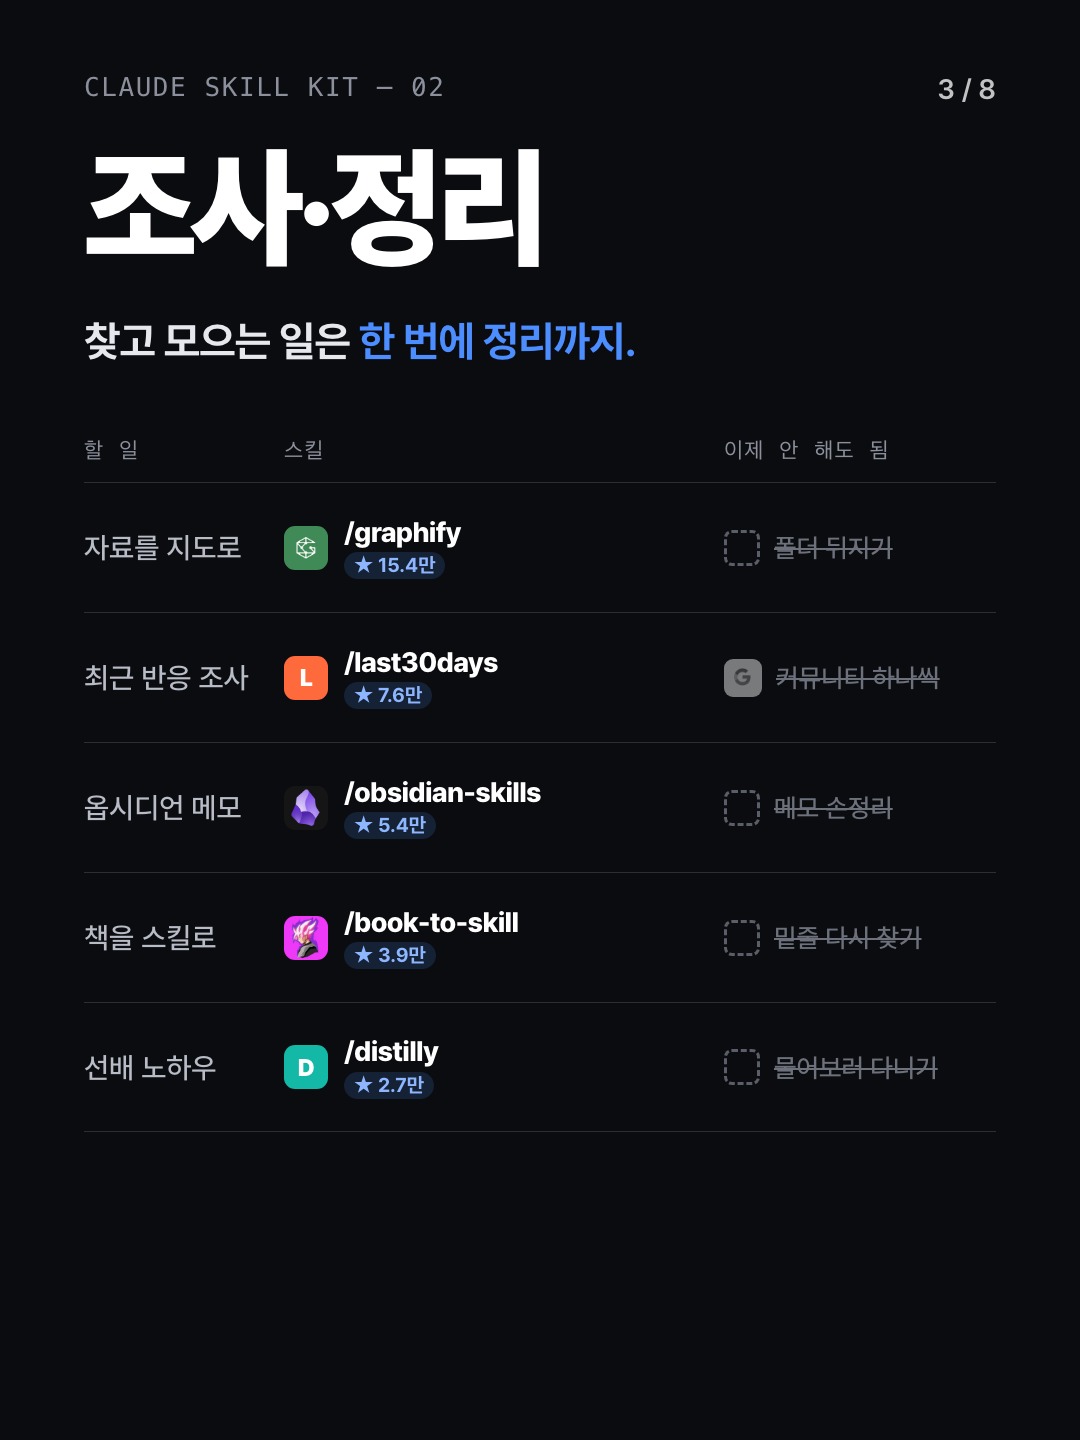 CLAUDE SKILL KIT — 02
3 / 8
조사·정리
찾고 모으는 일은 한 번에 정리까지.
할 일 스킬 이제 안 해도 됨
자료를 지도로 /graphify 폴더 뒤지기
★ 15.4만
최근 반응 조사 L /last30days G 커뮤니티 하나씩
★ 7.6만
옵시디언 메모 /obsidian-skills 메모 손정리
★ 5.4만
책을 스킬로 /book-to-skill 밑줄 다시 찾기
★ 3.9만
선배 노하우 D /distilly 물어보러 다니기
★ 2.7만